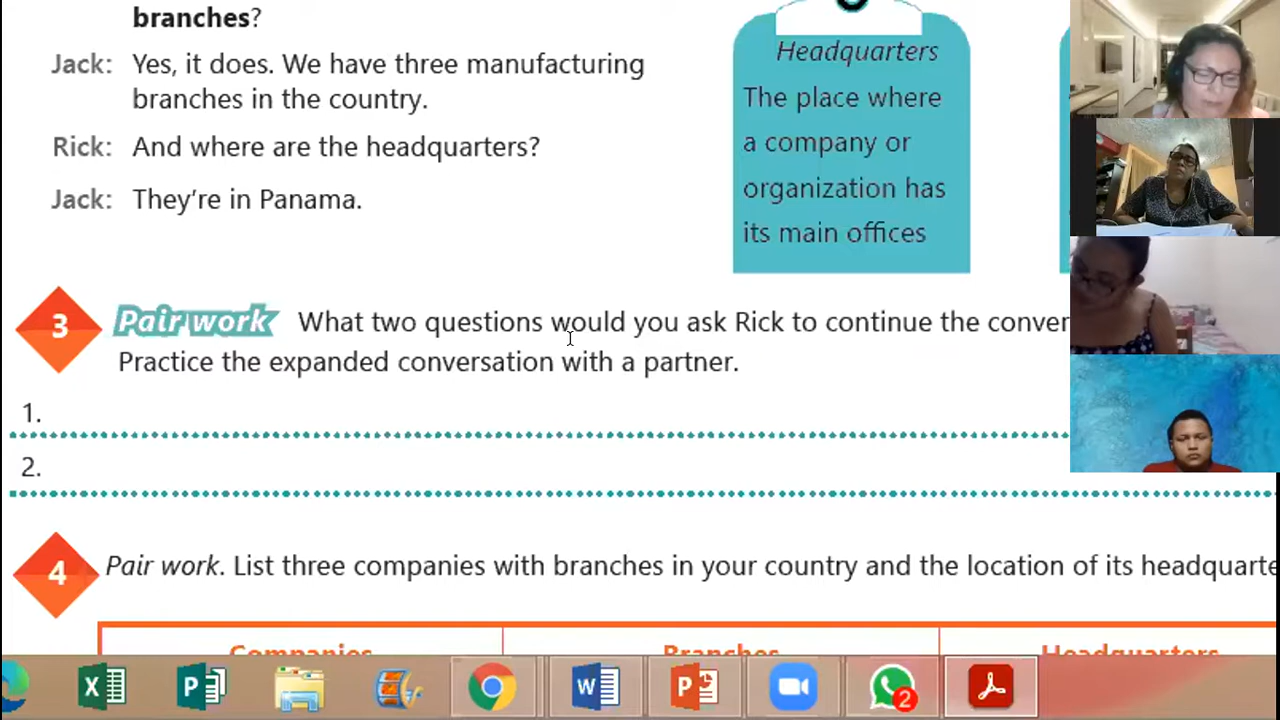 branches?
Jack: Yes, it does. We have three manufacturing
branches in the country.
Rick: And where are the headquarters?
Jack: They're in Panama.
Headquarters
The place where
a company or
organization has
its main offices
3 Pair work What two questions would you ask Rick to continue the conver
Practice the expanded conversation with a partner.
1.
2.
4 Pair work. List three companies with branches in your country and the location of its headquarte
Companies Branches Headquarters
2